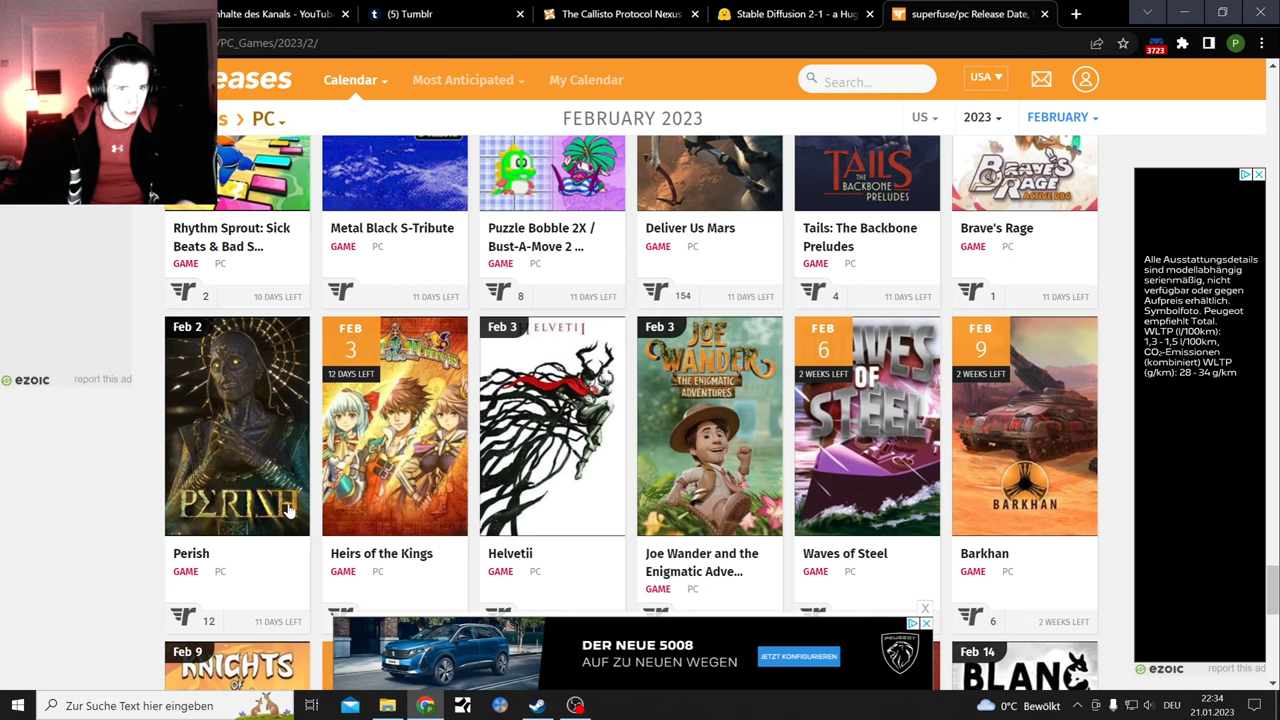 nhalte des Kanals - YouTub
(5) Tumblr
The Callisto Protocol Nexus
Stable Diffusion 2-1 - a Hug
superfuse/pc Release Date,
/PC_Games/2023/2/
3723
P
eases
Calendar
Most Anticipated
My Calendar
Search...
USA
s > PC
FEBRUARY 2023
US
2023
FEBRUARY
TAILS
THE
BACKBONE
PRELUDES
BRAVE'S
RAGE
ACTIVE DBG
Rhythm Sprout: Sick
Beats & Bad S...
GAME PC
2
10 DAYS LEFT
Metal Black S-Tribute
GAME PC
11 DAYS LEFT
Puzzle Bobble 2X /
Bust-A-Move 2 ...
GAME PC
8
11 DAYS LEFT
Deliver Us Mars
GAME PC
154
11 DAYS LEFT
Tails: The Backbone
Preludes
GAME PC
4
11 DAYS LEFT
Brave's Rage
GAME PC
1
11 DAYS LEFT
Feb 2
PERISH
Perish
GAME PC
12
11 DAYS LEFT
FEB
3
12 DAYS LEFT
Heirs of the Kings
GAME PC
Feb 3
HELVETII
Helvetii
GAME PC
Feb 3
JOE
WANDER
AND
THE ENIGMATIC
ADVENTURES
Joe Wander and the
Enigmatic Adve...
GAME PC
FEB
6
2 WEEKS LEFT
WAVES
OF
STEEL
Waves of Steel
GAME PC
FEB
9
2 WEEKS LEFT
BARKHAN
Barkhan
GAME PC
6
2 WEEKS LEFT
Feb 9
KNIGHTS
OF
Feb 14
BLANC
ezoic
report this ad
Alle Ausstattungsdetails
sind modellabhängig
serienmäßig, nicht
verfügbar oder gegen
Aufpreis erhältlich.
Symbolfoto. Peugeot
empfiehlt Total.
WLTP (l/100km):
1,3 - 1,5 l/100km,
CO₂-Emissionen
(kombiniert) WLTP
(g/km): 28 - 34 g/km
ezoic
report this ad
X
DER NEUE 5008
AUF ZU NEUEN WEGEN
JETZT KONFIGURIEREN
PEUGEOT
Zur Suche Text hier eingeben
0°C Bewölkt
DEU
22:34
21.01.2023